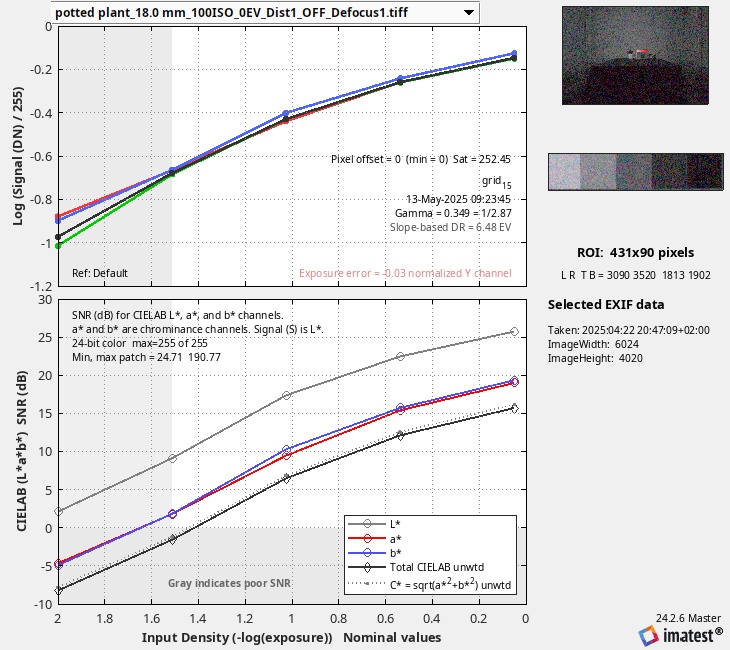 potted plant_18.0 mm_100ISO_0EV_Dist1_OFF_Defocus1.tiff
0
-0.2
-0.4
-0.6
-0.8
-1
-1.2
Log (Signal (DN) / 255)
Pixel offset = 0 (min = 0) Sat = 252.45
grid15
13-May-2025 09:23:45
Gamma = 0.349 = 1/2.87
Slope-based DR = 6.48 EV
Ref: Default
Exposure error = -0.03 normalized Y channel
30
25
20
15
10
5
0
-5
-10
CIELAB (L*a*b*) SNR (dB)
SNR (dB) for CIELAB L*, a*, and b* channels.
a* and b* are chrominance channels. Signal (S) is L*.
24-bit color max=255 of 255
Min, max patch = 24.71 190.77
Gray indicates poor SNR
L*
a*
b*
Total CIELAB unwtd
C* = sqrt(a*2+b*2) unwtd
2 1.8 1.6 1.4 1.2 1 0.8 0.6 0.4 0.2 0
Input Density (-log(exposure)) Nominal values
ROI: 431x90 pixels
L R T B = 3090 3520 1813 1902
Selected EXIF data
Taken: 2025:04:22 20:47:09+02:00
ImageWidth: 6024
ImageHeight: 4020
24.2.6 Master
imatest®